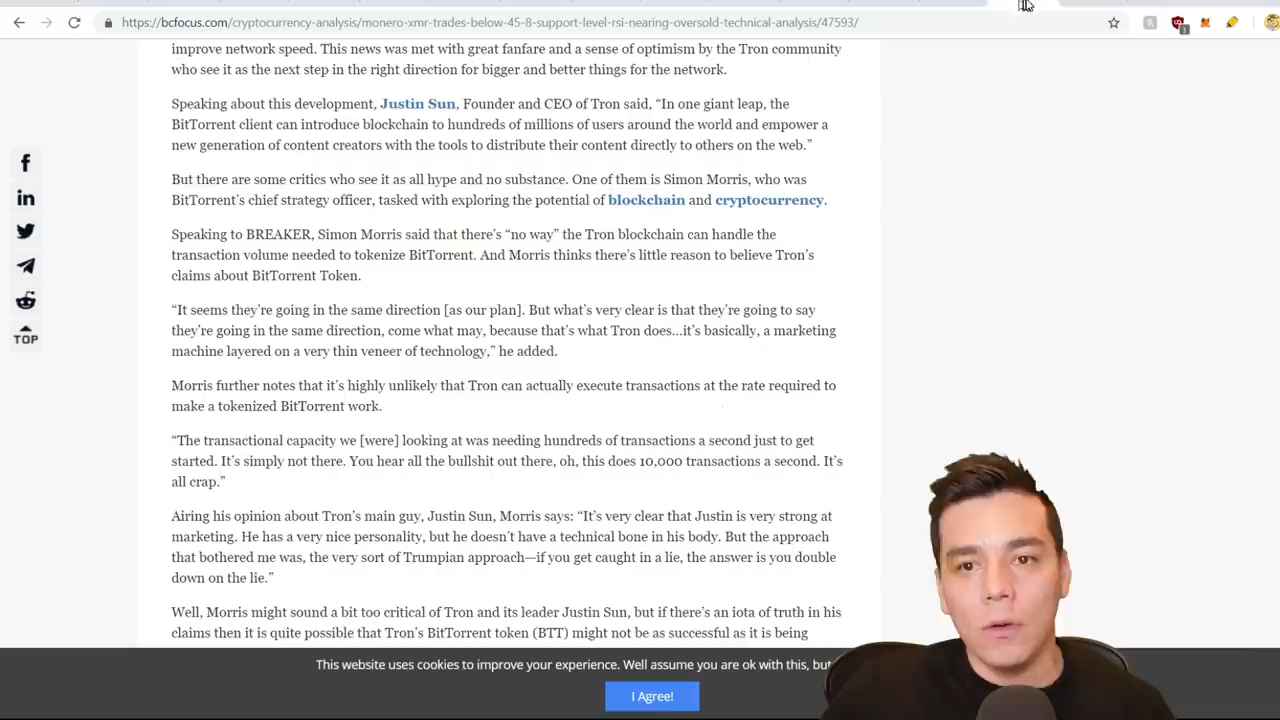 https://bcfocus.com/cryptocurrency-analysis/monero-xmr-trades-below-45-8-support-level-rsi-nearing-oversold-technical-analysis/47593/
improve network speed. This news was met with great fanfare and a sense of optimism by the Tron community
who see it as the next step in the right direction for bigger and better things for the network.
Speaking about this development, Justin Sun, Founder and CEO of Tron said, “In one giant leap, the
BitTorrent client can introduce blockchain to hundreds of millions of users around the world and empower a
new generation of content creators with the tools to distribute their content directly to others on the web.”
But there are some critics who see it as all hype and no substance. One of them is Simon Morris, who was
BitTorrent’s chief strategy officer, tasked with exploring the potential of blockchain and cryptocurrency.
Speaking to BREAKER, Simon Morris said that there’s “no way” the Tron blockchain can handle the
transaction volume needed to tokenize BitTorrent. And Morris thinks there’s little reason to believe Tron’s
claims about BitTorrent Token.
“It seems they’re going in the same direction [as our plan]. But what’s very clear is that they’re going to say
they’re going in the same direction, come what may, because that’s what Tron does…it’s basically, a marketing
machine layered on a very thin veneer of technology,” he added.
Morris further notes that it’s highly unlikely that Tron can actually execute transactions at the rate required to
make a tokenized BitTorrent work.
“The transactional capacity we [were] looking at was needing hundreds of transactions a second just to get
started. It’s simply not there. You hear all the bullshit out there, oh, this does 10,000 transactions a second. It’s
all crap.”
Airing his opinion about Tron’s main guy, Justin Sun, Morris says: “It’s very clear that Justin is very strong at
marketing. He has a very nice personality, but he doesn’t have a technical bone in his body. But the approach
that bothered me was, the very sort of Trumpian approach—if you get caught in a lie, the answer is you double
down on the lie.”
Well, Morris might sound a bit too critical of Tron and its leader Justin Sun, but if there’s an iota of truth in his
claims then it is quite possible that Tron’s BitTorrent token (BTT) might not be as successful as it is being
TOP
This website uses cookies to improve your experience. Well assume you are ok with this, but
I Agree!